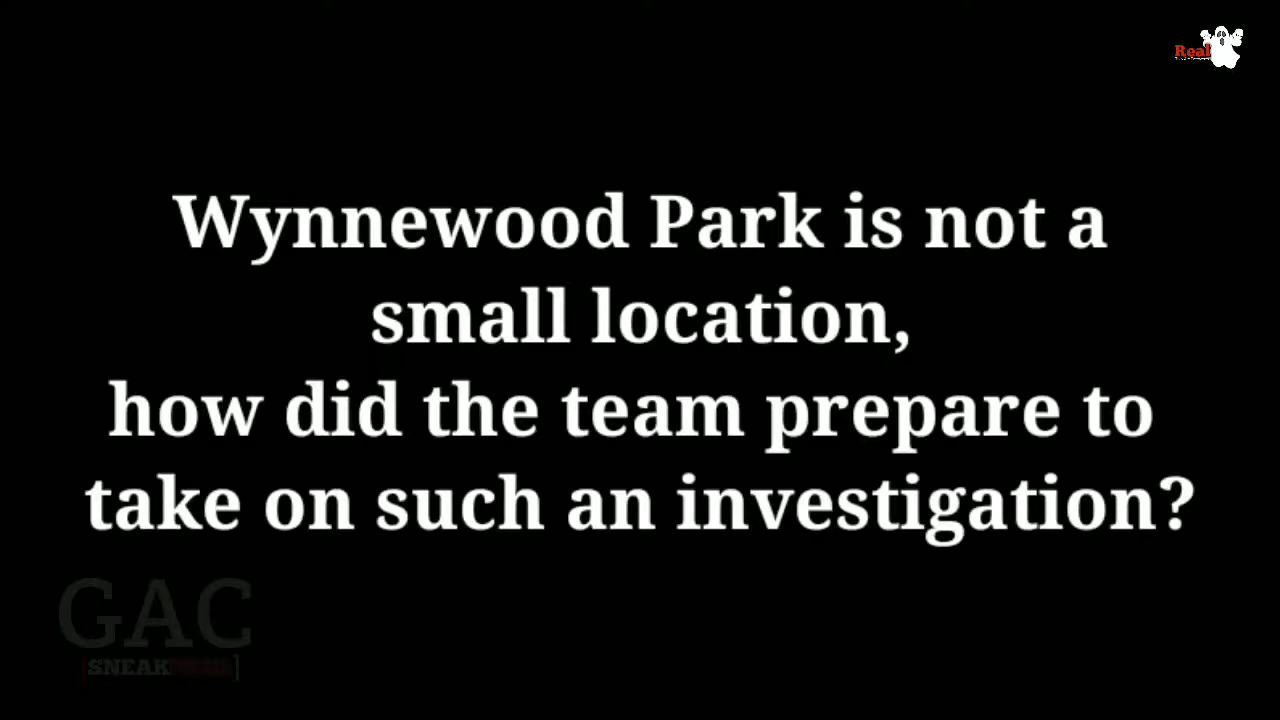 Real
Wynnewood Park is not a
small location,
how did the team prepare to
take on such an investigation?
GAC
[SNEAK